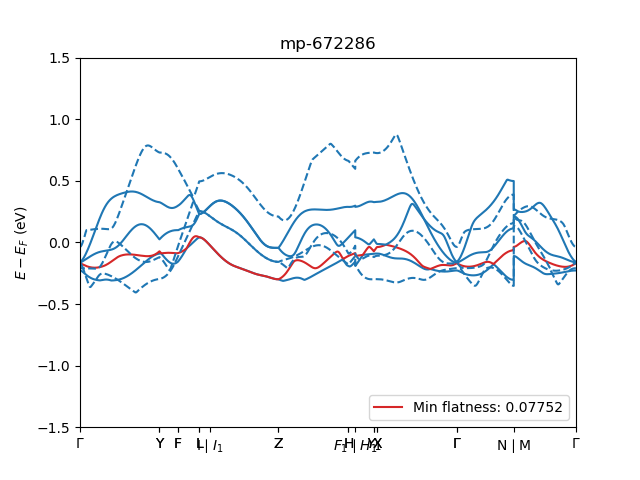 mp-672286
E − E_F (eV)
1.5
1.0
0.5
0.0
−0.5
−1.0
−1.5
Min flatness: 0.07752
Γ Y F L I | I₁ Z H F₁ | H₁ X Γ N | M Γ